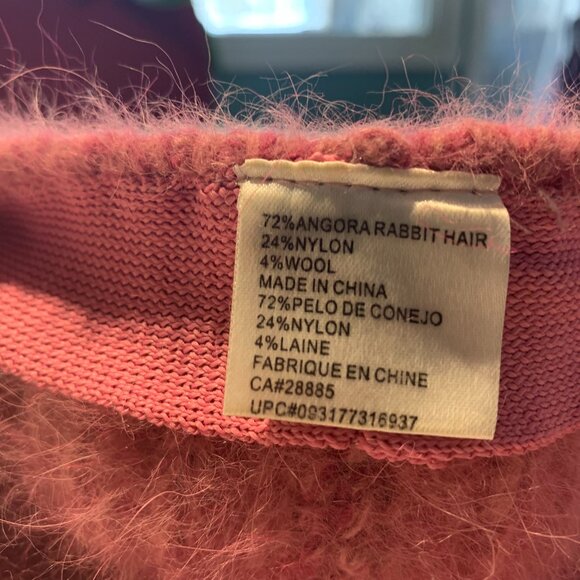 72%ANGORA RABBIT HAIR
24%NYLON
4%WOOL
MADE IN CHINA
72%PELO DE CONEJO
24%NYLON
4%LAINE
FABRIQUE EN CHINE
CA#28885
UPC#093177316937